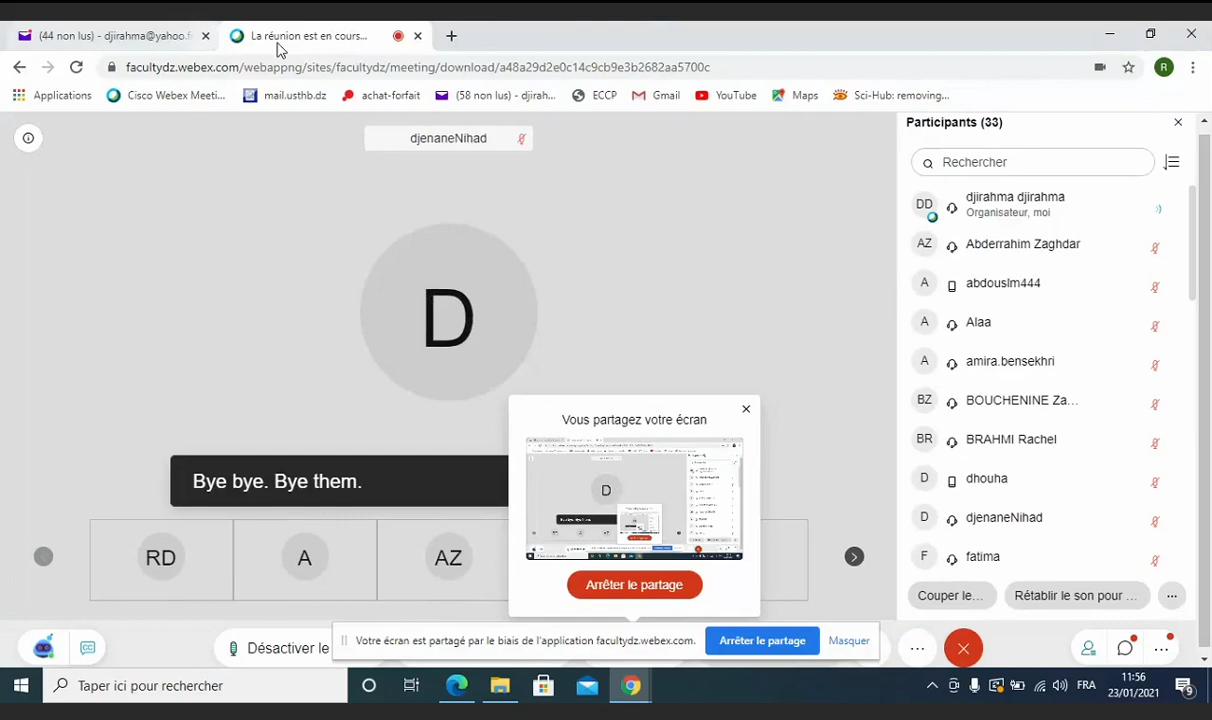 (44 non lus) - djirahma@yahoo.f
La réunion est en cours...
facultydz.webex.com/webappng/sites/facultydz/meeting/download/a48a29d2e0c14c9cb9e3b2682aa5700c
R
Applications
Cisco Webex Meeti...
mail.usthb.dz
achat-forfait
(58 non lus) - djirah...
ECCP
Gmail
YouTube
Maps
Sci-Hub: removing...
djenaneNihad
D
Bye bye. Bye them.
RD
A
AZ
Vous partagez votre écran
D
Arrêter le partage
Participants (33)
Rechercher
DD
djirahma djirahma
Organisateur, moi
AZ
Abderrahim Zaghdar
A
abdouslm444
A
Alaa
A
amira.bensekhri
BZ
BOUCHENINE Za...
BR
BRAHMI Rachel
D
dhouha
D
djenaneNihad
F
fatima
Couper le...
Rétablir le son pour ...
...
CC
Désactiver le
Votre écran est partagé par le biais de l'application facultydz.webex.com.
Arrêter le partage
Masquer
Taper ici pour rechercher
FRA
11:56
23/01/2021
9